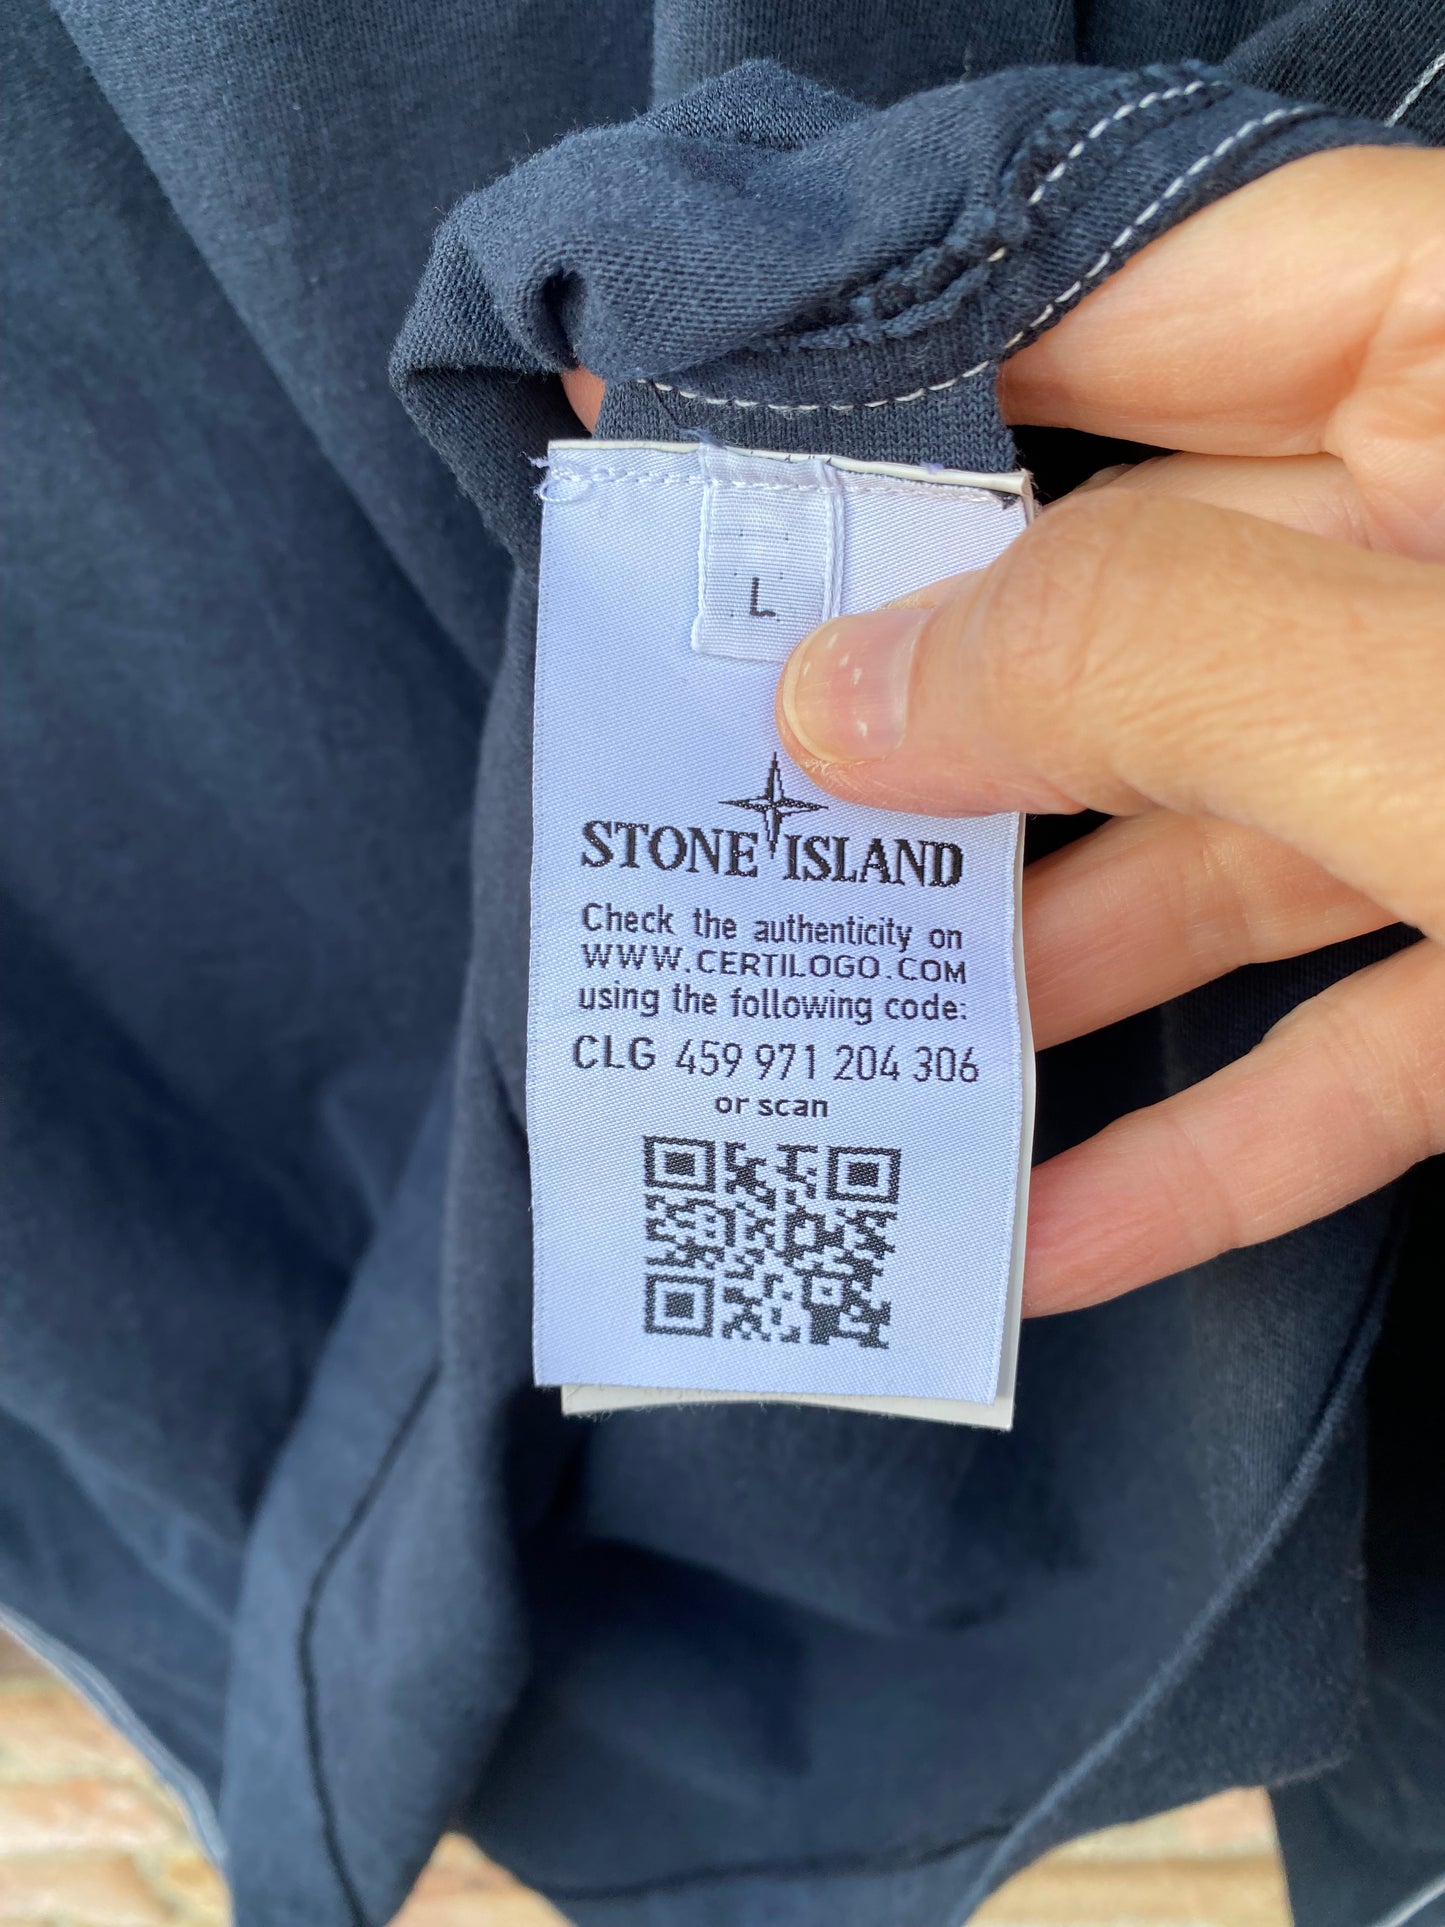 L
STONE ISLAND
Check the authenticity on
WWW.CERTILOGO.COM
using the following code:
CLG 459 971 204 306
or scan